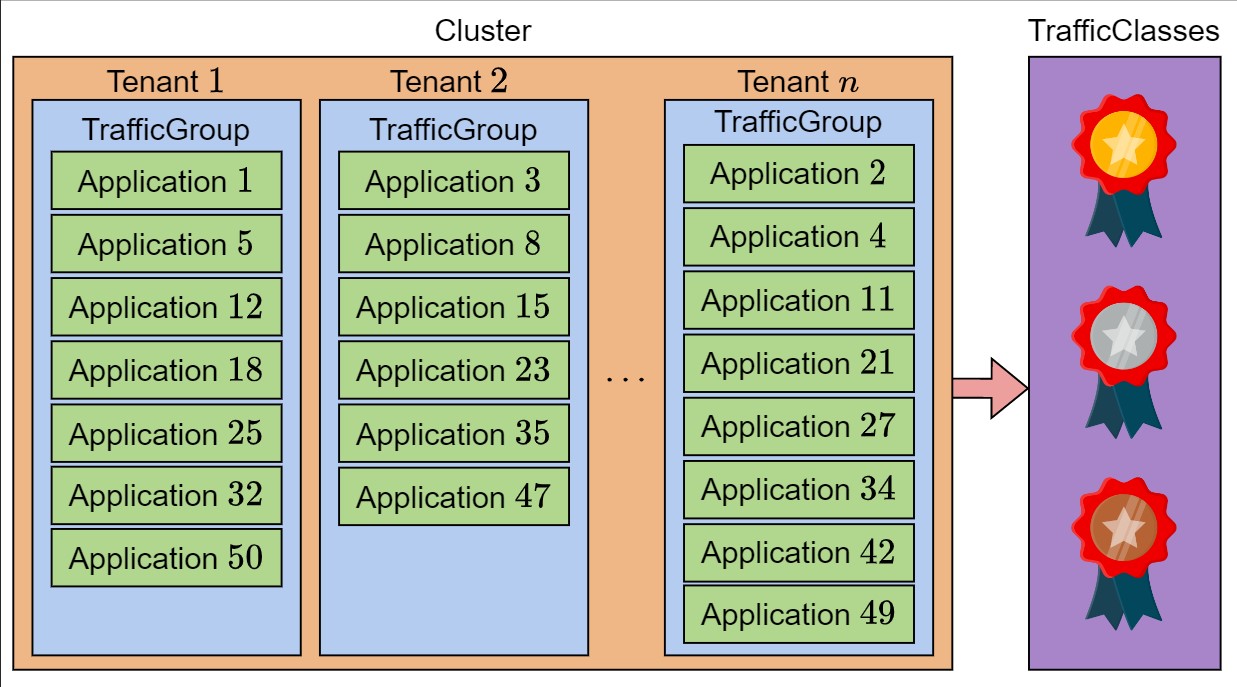 Cluster
TrafficClasses
Tenant 1
TrafficGroup
Application 1
Application 5
Application 12
Application 18
Application 25
Application 32
Application 50
Tenant 2
TrafficGroup
Application 3
Application 8
Application 15
Application 23
Application 35
Application 47
...
Tenant n
TrafficGroup
Application 2
Application 4
Application 11
Application 21
Application 27
Application 34
Application 42
Application 49